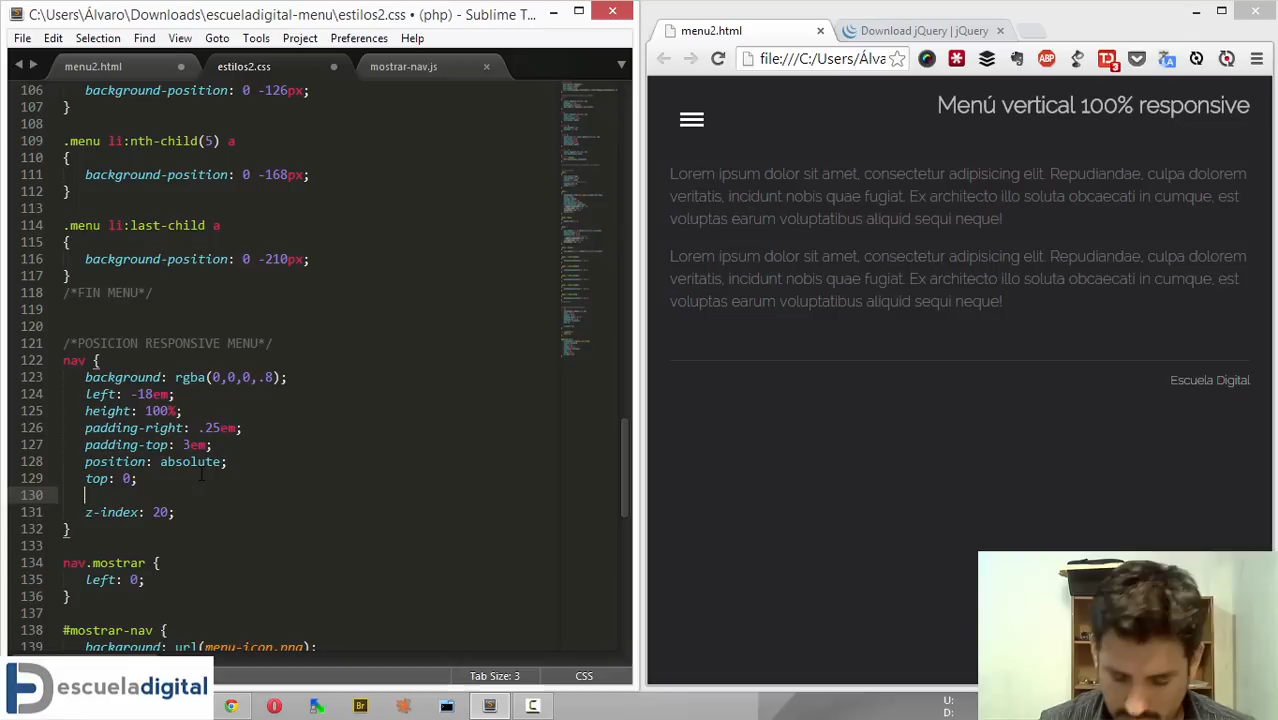 C:\Users\Álvaro\Downloads\escueladigital-menu\estilos2.css • (php) - Sublime T...
File Edit Selection Find View Goto Tools Project Preferences Help
menu2.html estilos2.css mostrar-nav.js
106 background-position: 0 -126px;
107 }
108
109 .menu li:nth-child(5) a
110 {
111 background-position: 0 -168px;
112 }
113
114 .menu li:last-child a
115 {
116 background-position: 0 -210px;
117 }
118 /*FIN MENU*/
119
120
121 /*POSICION RESPONSIVE MENU*/
122 nav {
123 background: rgba(0,0,0,.8);
124 left: -18em;
125 height: 100%;
126 padding-right: .25em;
127 padding-top: 3em;
128 position: absolute;
129 top: 0;
130
131 z-index: 20;
132 }
133
134 nav.mostrar {
135 left: 0;
136 }
137
138 #mostrar-nav {
139 background: url(menu-icon.png);
Tab Size: 3 CSS
escueladigital
menu2.html Download jQuery | jQuery
file:///C:/Users/Álva
ABP
3
Menú vertical 100% responsive
Lorem ipsum dolor sit amet, consectetur adipisicing elit. Repudiandae, culpa dolorem
veritatis, incidunt nobis quae fugiat. Ex architecto illo soluta obcaecati in cumque, est
voluptas earum voluptatibus aliquid sequi neque!
Lorem ipsum dolor sit amet, consectetur adipisicing elit. Repudiandae, culpa dolorem
veritatis, incidunt nobis quae fugiat. Ex architecto illo soluta obcaecati in cumque, est
voluptas earum voluptatibus aliquid sequi neque!
Escuela Digital
Br
U:
D: